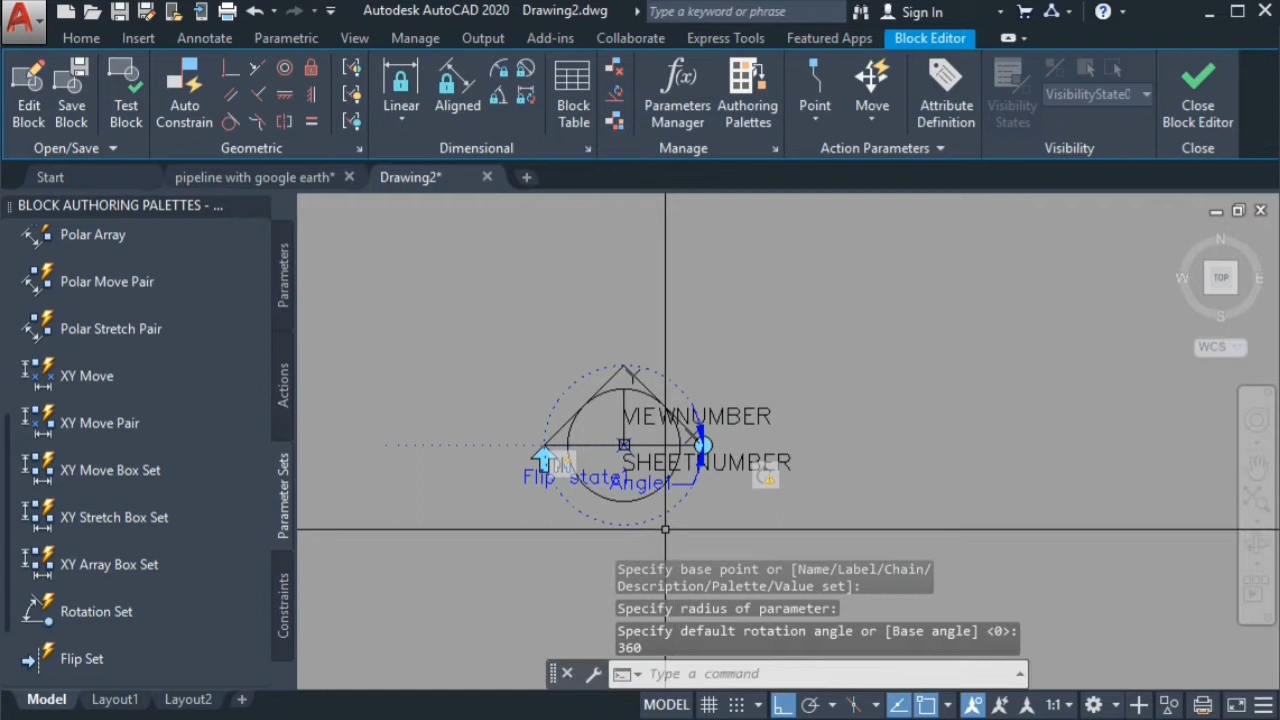 Autodesk AutoCAD 2020 Drawing2.dwg Type a keyword or phrase Sign In
Home Insert Annotate Parametric View Manage Output Add-ins Collaborate Express Tools Featured Apps Block Editor
Edit Block
Save Block
Test Block
Auto Constrain
Linear
Aligned
Block Table
Parameters Manager
Authoring Palettes
Point
Move
Attribute Definition
Visibility States
VisibilityState0
Close Block Editor
Open/Save Geometric Dimensional Manage Action Parameters Visibility Close
Start pipeline with google earth* Drawing2*
BLOCK AUTHORING PALETTES - ...
Polar Array
Polar Move Pair
Polar Stretch Pair
XY Move
XY Move Pair
XY Move Box Set
XY Stretch Box Set
XY Array Box Set
Rotation Set
Flip Set
Parameters
Actions
Parameter Sets
Constraints
N
W TOP E
S
WCS
Y
VIEWNUMBER
X
SHEETNUMBER
Flip state1
Angle1
Specify base point or [Name/Label/Chain/
Description/Palette/Value set]:
Specify radius of parameter:
Specify default rotation angle or [Base angle] <0>:
360
Type a command
Model Layout1 Layout2 MODEL 1:1